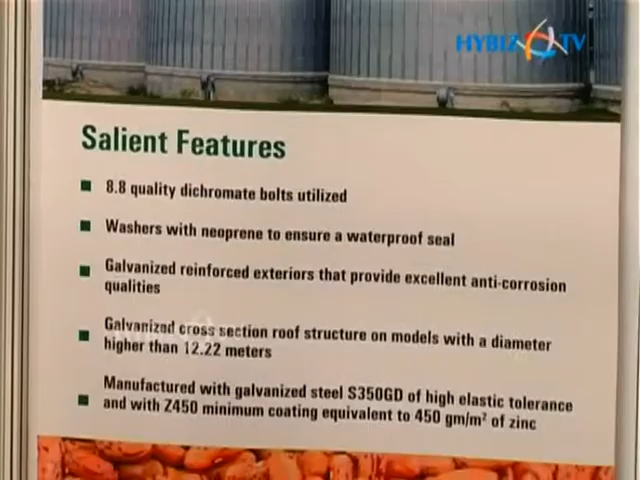 HYBIZ TV
Salient Features
8.8 quality dichromate bolts utilized
Washers with neoprene to ensure a waterproof seal
Galvanized reinforced exteriors that provide excellent anti-corrosion
qualities
Galvanized cross section roof structure on models with a diameter
higher than 12.22 meters
Manufactured with galvanized steel S350GD of high elastic tolerance
and with Z450 minimum coating equivalent to 450 gm/m² of zinc